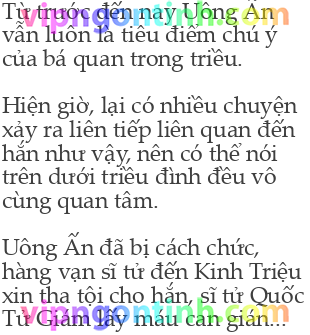 Từ trước đến nay Uông Ấn
vipngontinh.com
vẫn luôn là tiêu điểm chú ý
của bá quan trong triều.
Hiện giờ, lại có nhiều chuyện
xảy ra liên tiếp liên quan đến
hắn như vậy, nên có thể nói
trên dưới triều đình đều vô
cùng quan tâm.
Uông Ấn đã bị cách chức,
hàng vạn sĩ tử đến Kinh Triệu
xin tha tội cho hắn, sĩ tử Quốc
vipngontinh.com
Tử Giám lấy máu can gián...